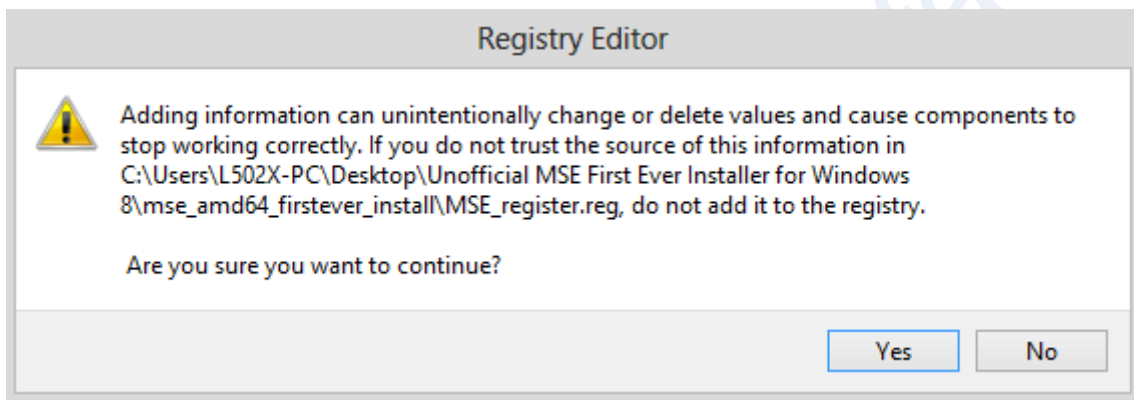 Registry Editor
Adding information can unintentionally change or delete values and cause components to
stop working correctly. If you do not trust the source of this information in
C:\Users\L502X-PC\Desktop\Unofficial MSE First Ever Installer for Windows
8\mse_amd64_firstever_install\MSE_register.reg, do not add it to the registry.
Are you sure you want to continue?
Yes No